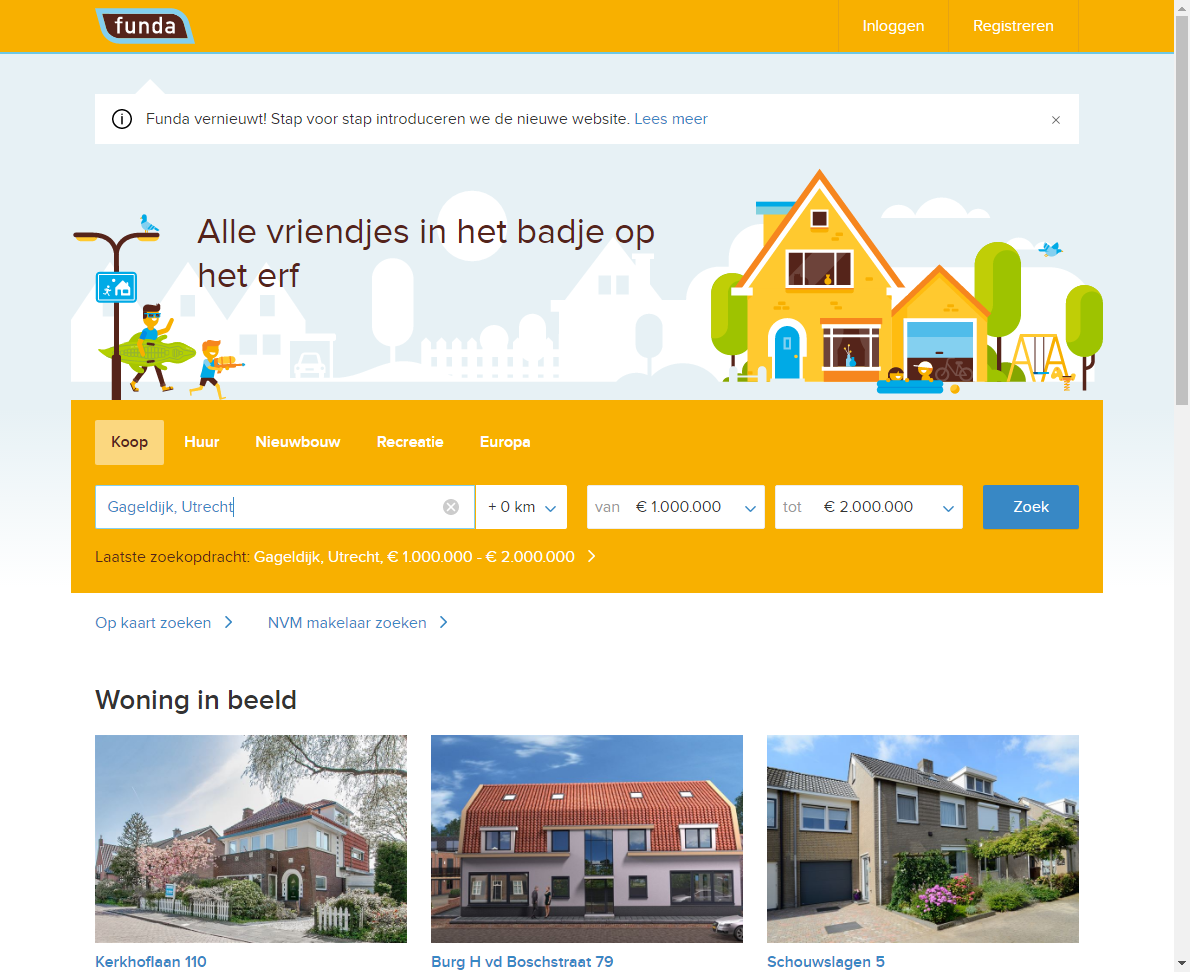 funda
Inloggen
Registreren
Funda vernieuwt! Stap voor stap introduceren we de nieuwe website. Lees meer
Alle vriendjes in het badje op
het erf
Koop
Huur
Nieuwbouw
Recreatie
Europa
Gageldijk, Utrecht
+ 0 km
van € 1.000.000
tot € 2.000.000
Zoek
Laatste zoekopdracht: Gageldijk, Utrecht, € 1.000.000 - € 2.000.000
Op kaart zoeken
NVM makelaar zoeken
Woning in beeld
Kerkhoflaan 110
Burg H vd Boschstraat 79
Schouwslagen 5